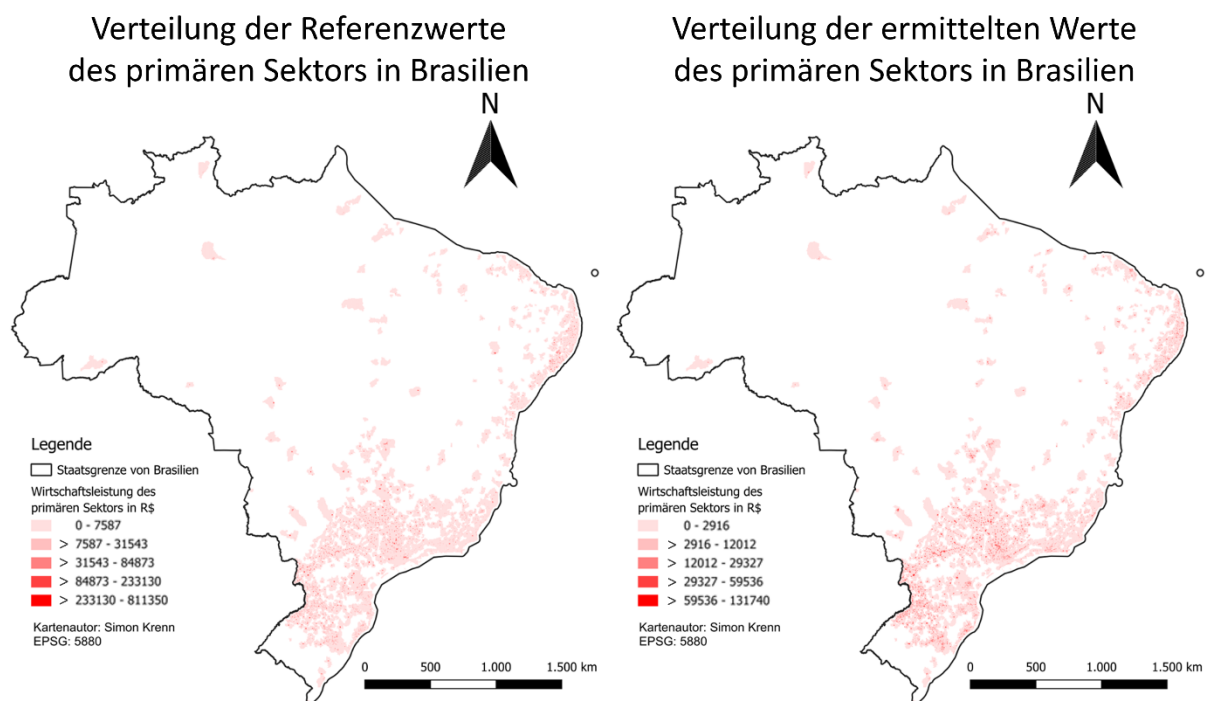 Verteilung der Referenzwerte
des primären Sektors in Brasilien
N
Legende
Staatsgrenze von Brasilien
Wirtschaftsleistung des
primären Sektors in R$
0 - 7587
> 7587 - 31543
> 31543 - 84873
> 84873 - 233130
> 233130 - 811350
Kartenautor: Simon Krenn
EPSG: 5880
0 500 1.000 1.500 km
Verteilung der ermittelten Werte
des primären Sektors in Brasilien
N
Legende
Staatsgrenze von Brasilien
Wirtschaftsleistung des
primären Sektors in R$
0 - 2916
> 2916 - 12012
> 12012 - 29327
> 29327 - 59536
> 59536 - 131740
Kartenautor: Simon Krenn
EPSG: 5880
0 500 1.000 1.500 km